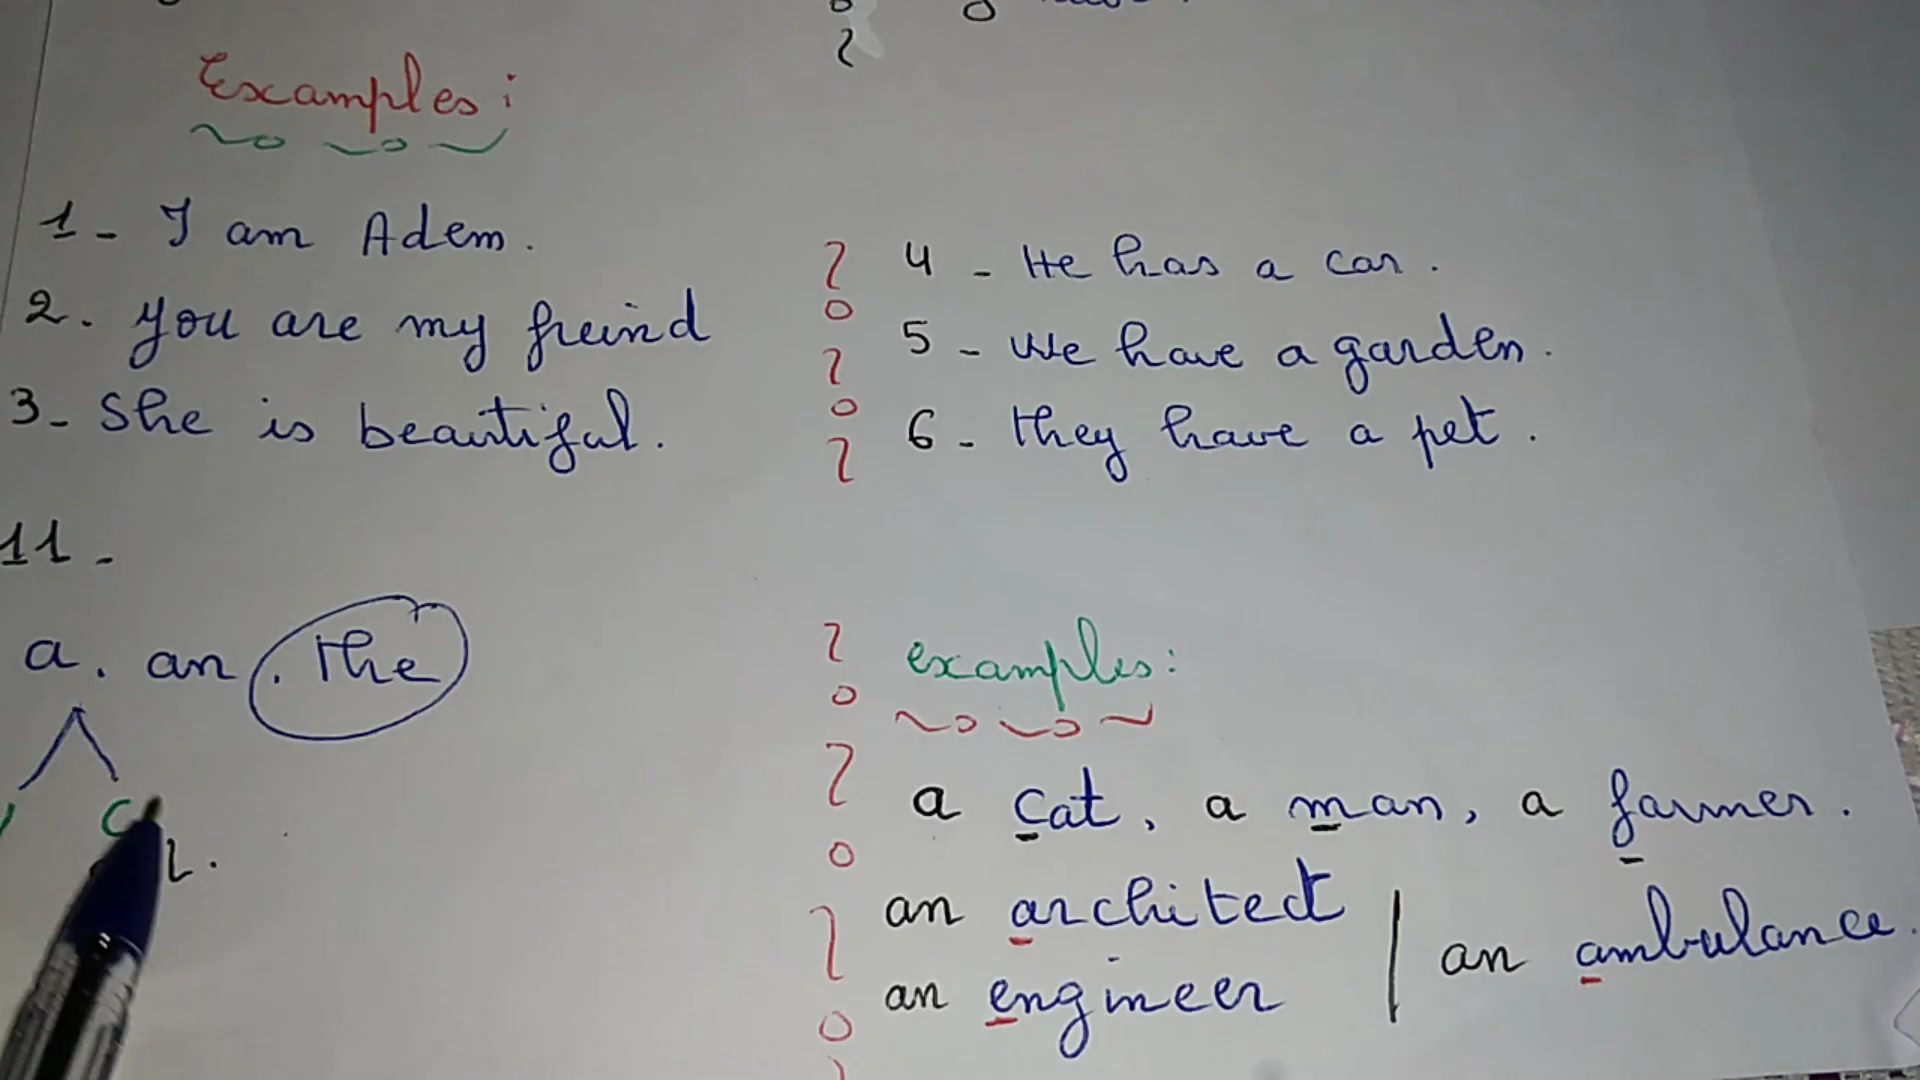 Examples:
1- I am Adem.
2. you are my freind
3- She is beautiful.
4 - He has a car.
5 - We have a garden.
6 - They have a pet.
11 -
a. an. The
examples:
a cat, a man, a farmer.
an architect
an engineer
an ambulance.